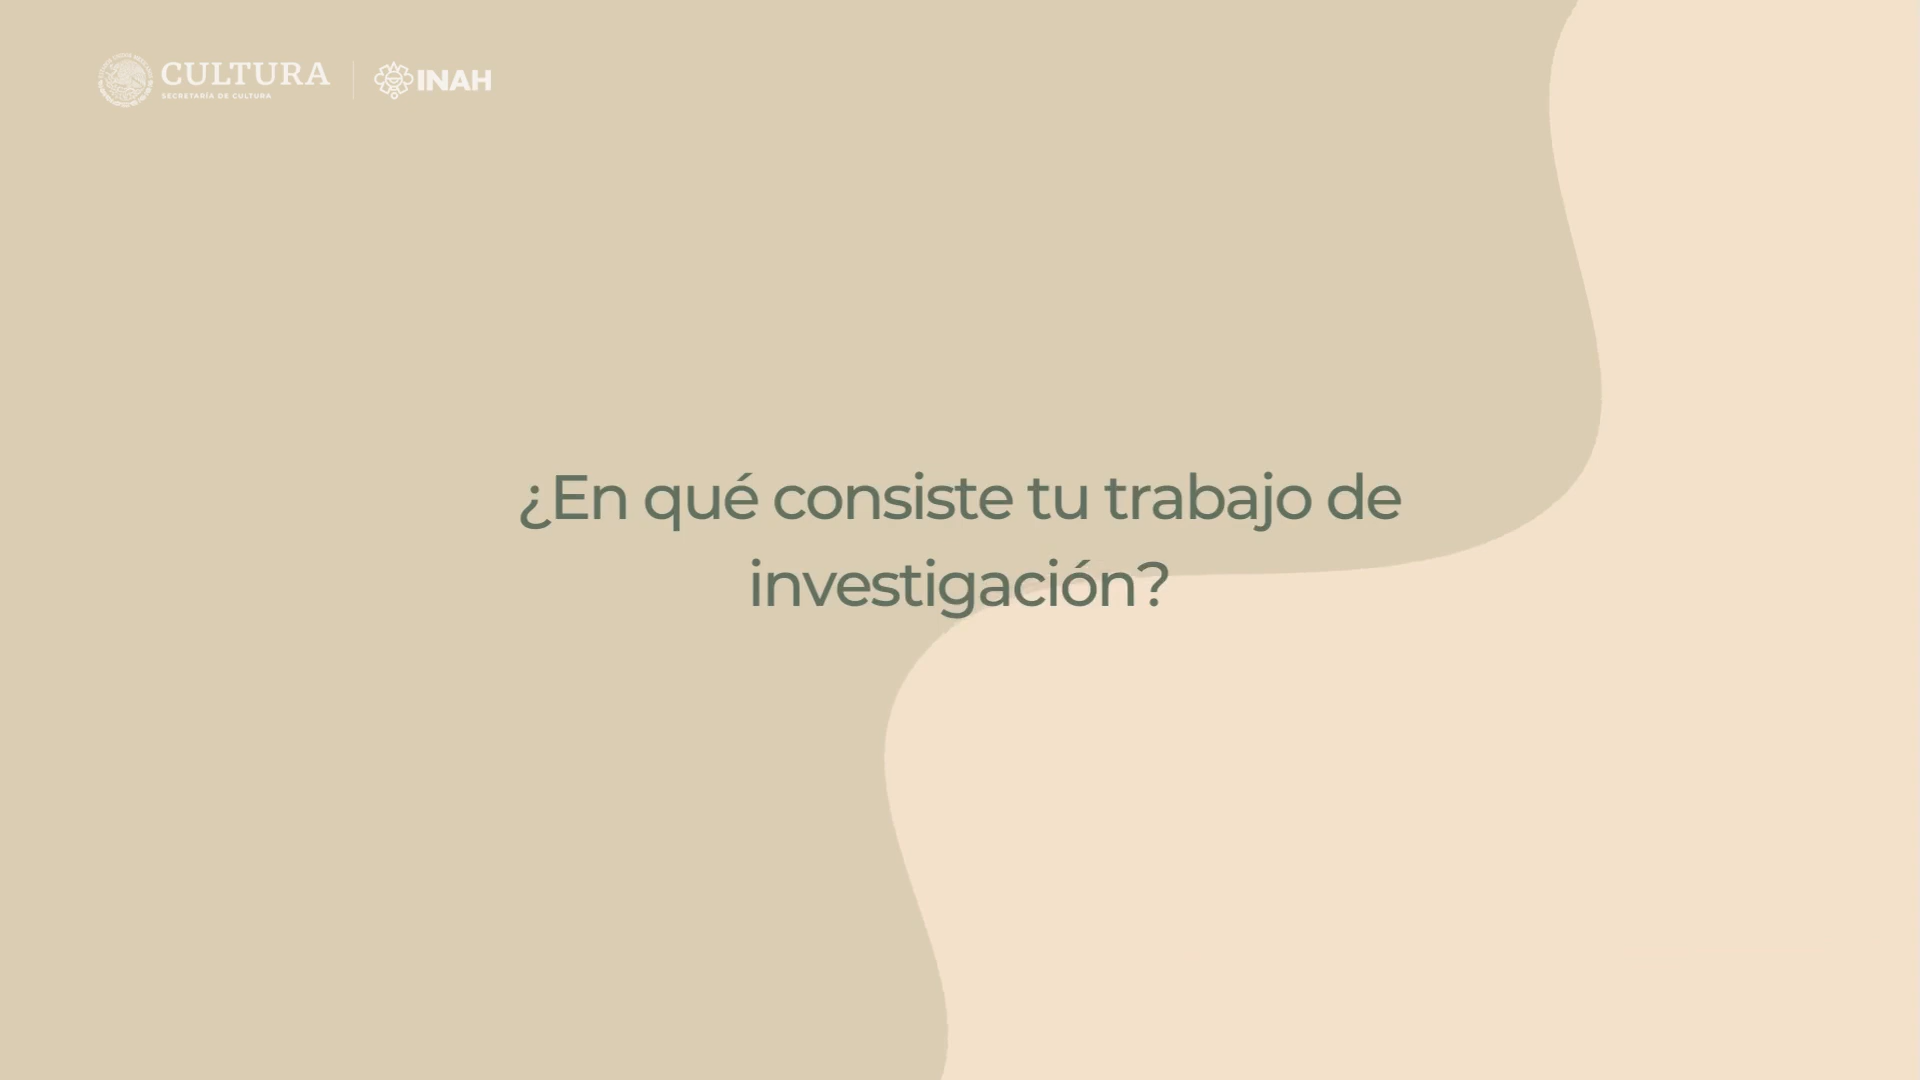 CULTURA
SECRETARÍA DE CULTURA
INAH
¿En qué consiste tu trabajo de
investigación?